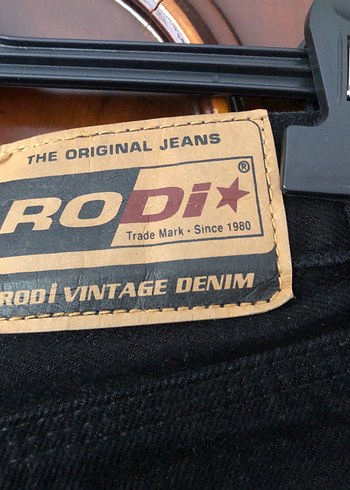 THE ORIGINAL JEANS
RODi ®
Trade Mark · Since 1980
RODI VINTAGE DENIM